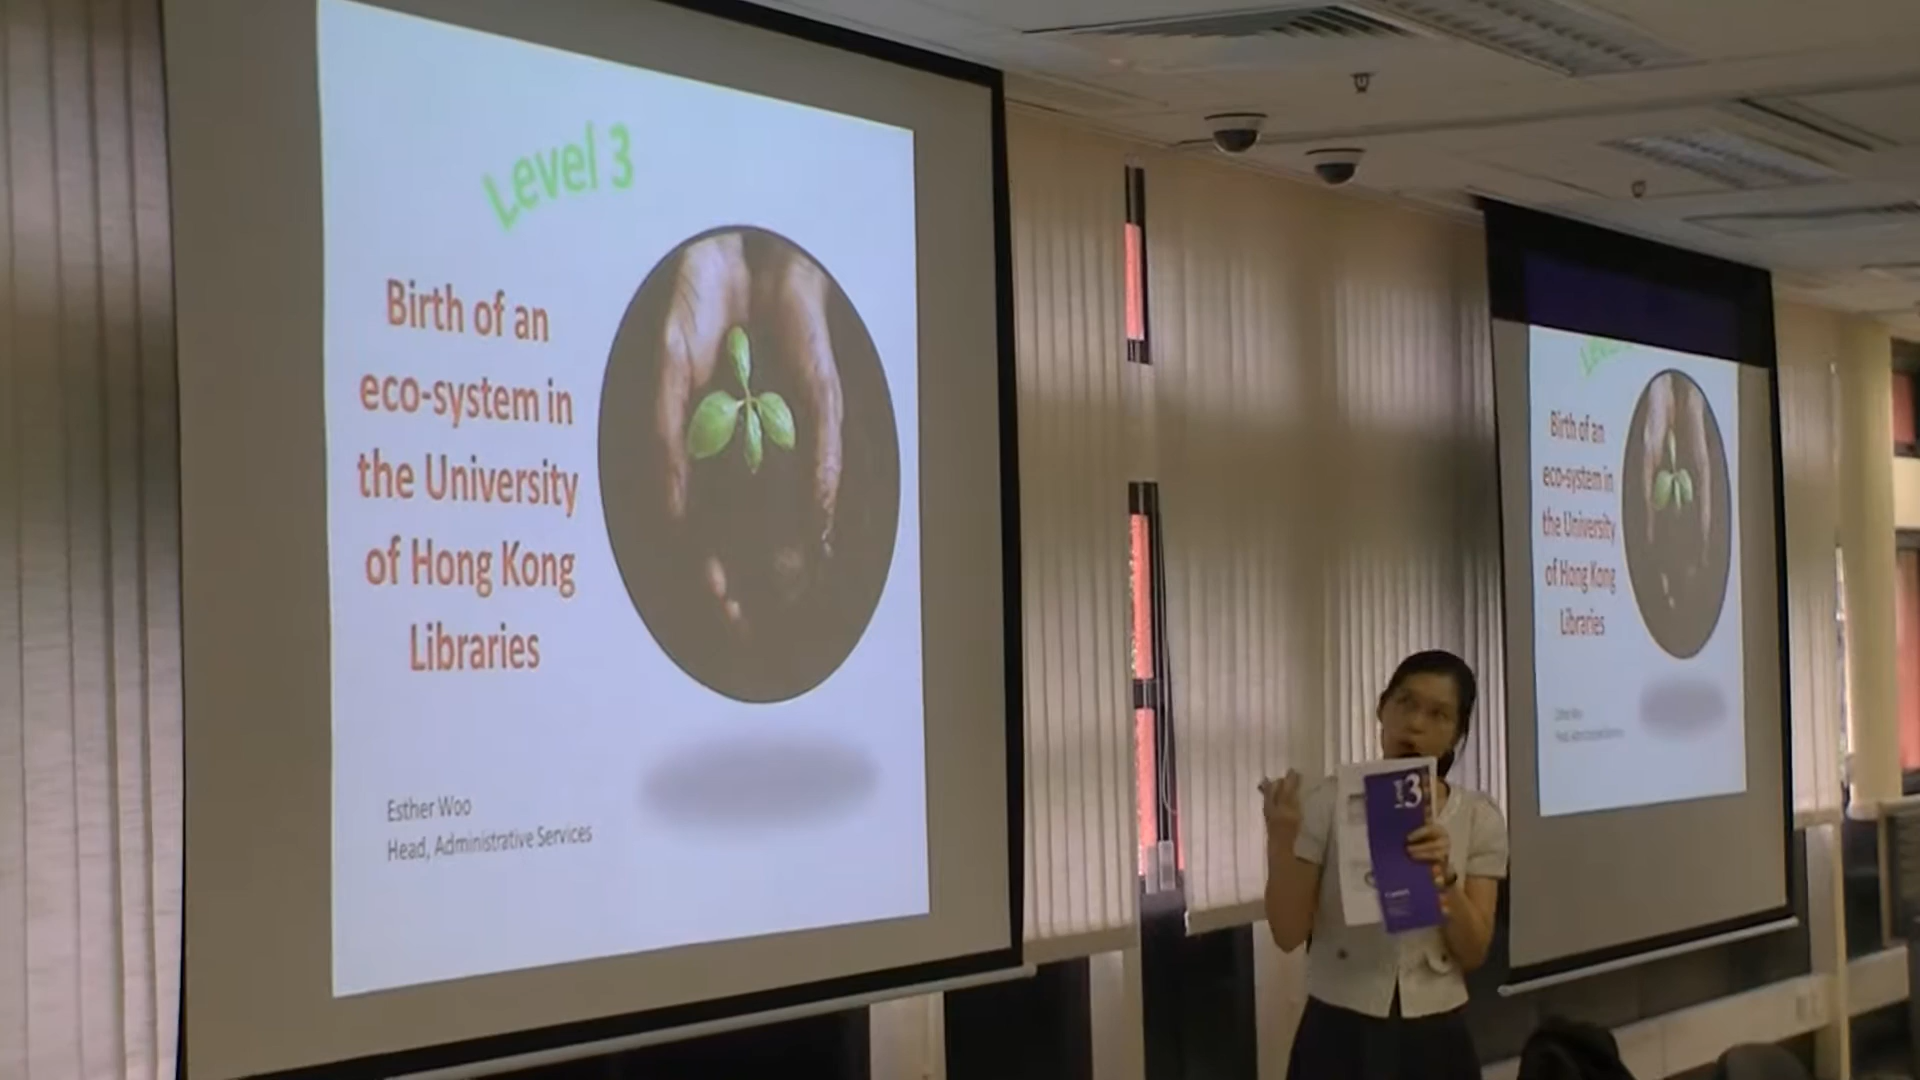 Level 3
Birth of an
eco-system in
the University
of Hong Kong
Libraries
Esther Woo
Head, Administrative Services
Level 3
Birth of an
eco-system in
the University
of Hong Kong
Libraries